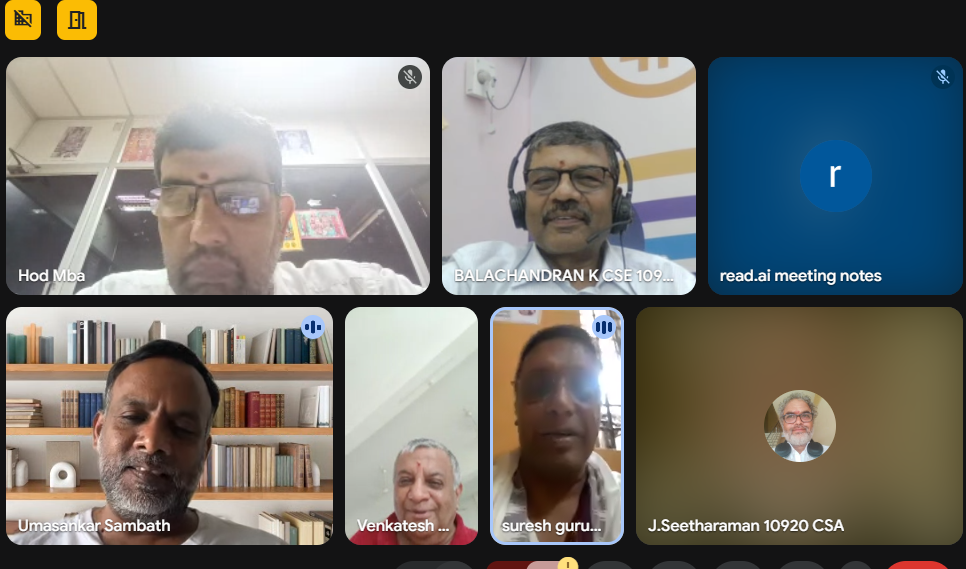 Hod Mba
BALACHANDRAN K CSE 109...
r
read.ai meeting notes
Umasankar Sambath
Venkatesh ...
suresh guru...
J.Seetharaman 10920 CSA